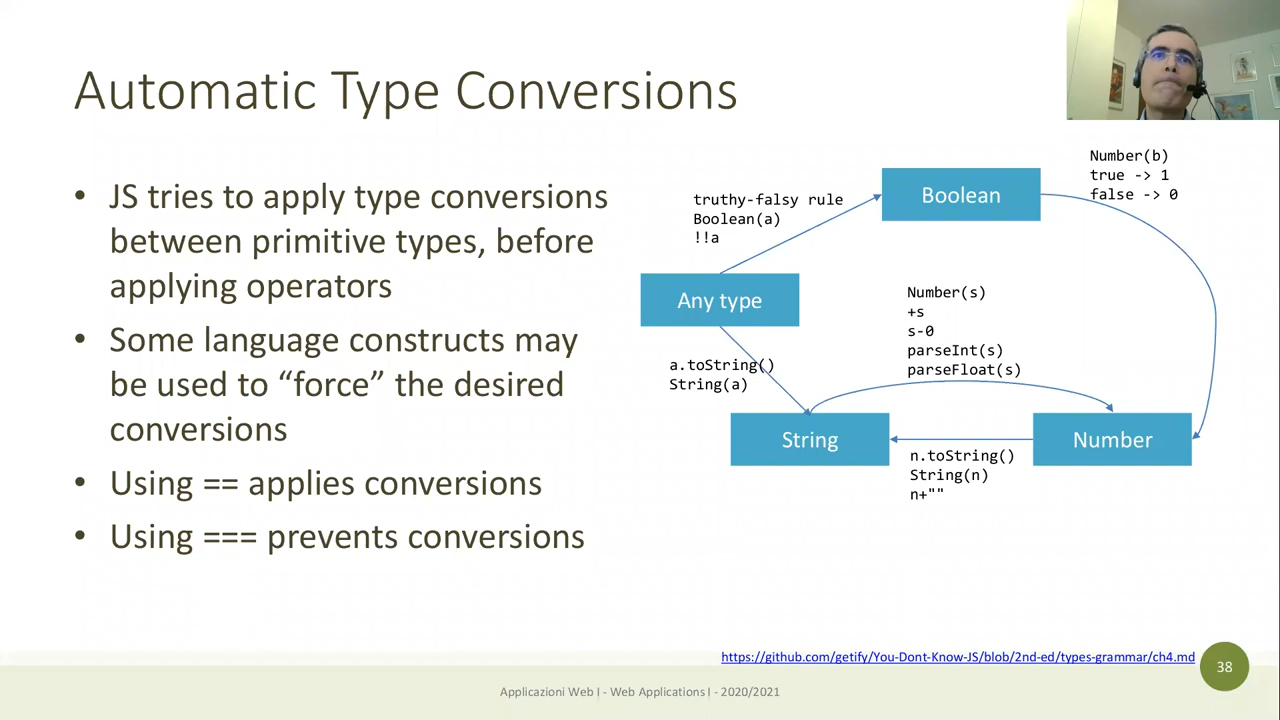 Automatic Type Conversions
• JS tries to apply type conversions
between primitive types, before
applying operators
• Some language constructs may
be used to “force” the desired
conversions
• Using == applies conversions
• Using === prevents conversions
truthy-falsy rule
Boolean(a)
!!a
Boolean
Number(b)
true -> 1
false -> 0
Any type
Number(s)
+s
s-0
parseInt(s)
parseFloat(s)
a.toString()
String(a)
String
Number
n.toString()
String(n)
n+""
https://github.com/getify/You-Dont-Know-JS/blob/2nd-ed/types-grammar/ch4.md
38
Applicazioni Web I - Web Applications I - 2020/2021